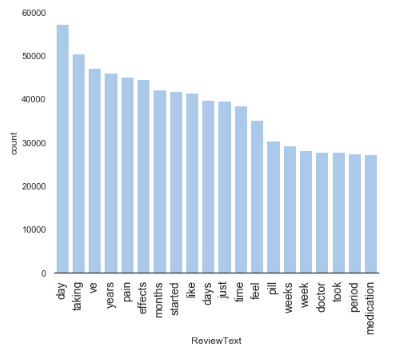 60000
50000
40000
30000
20000
10000
0
count
day
taking
ve
years
pain
effects
months
started
like
days
just
time
feel
pill
weeks
week
doctor
took
period
medication
ReviewText